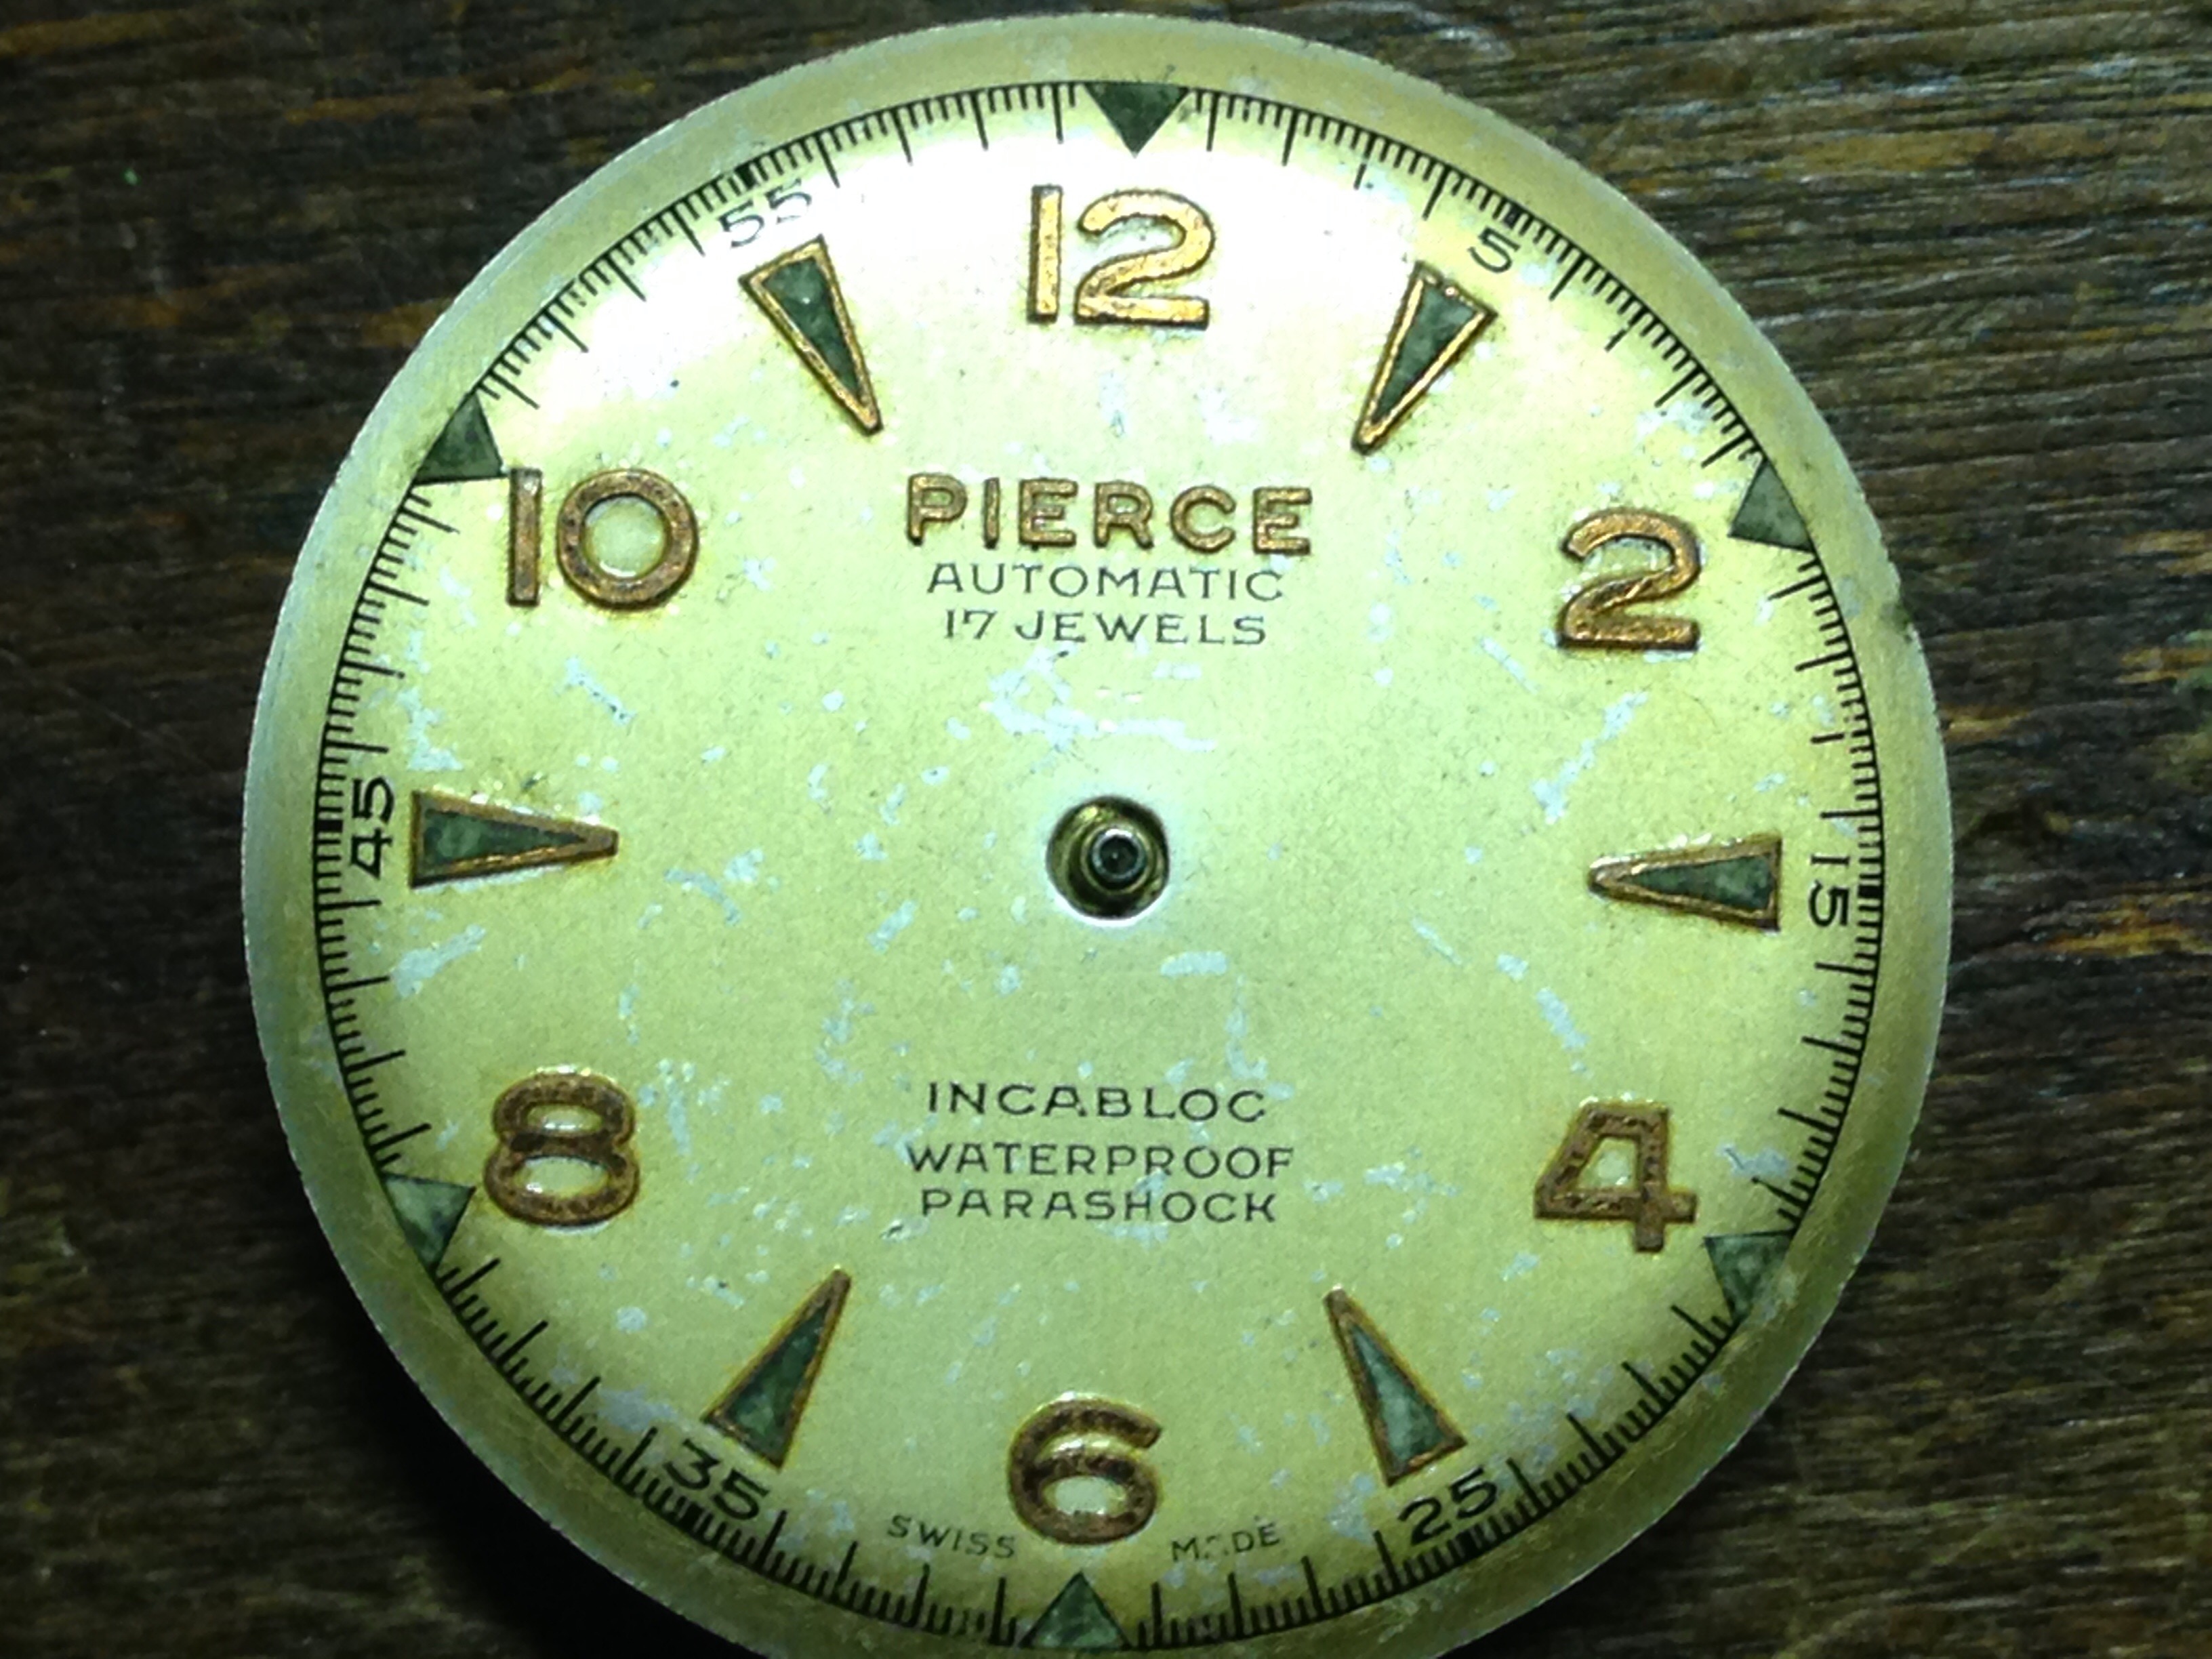 12
55
5
10
2
PIERCE
AUTOMATIC
17 JEWELS
45
15
8
4
INCABLOC
WATERPROOF
PARASHOCK
35
25
6
SWISS MADE